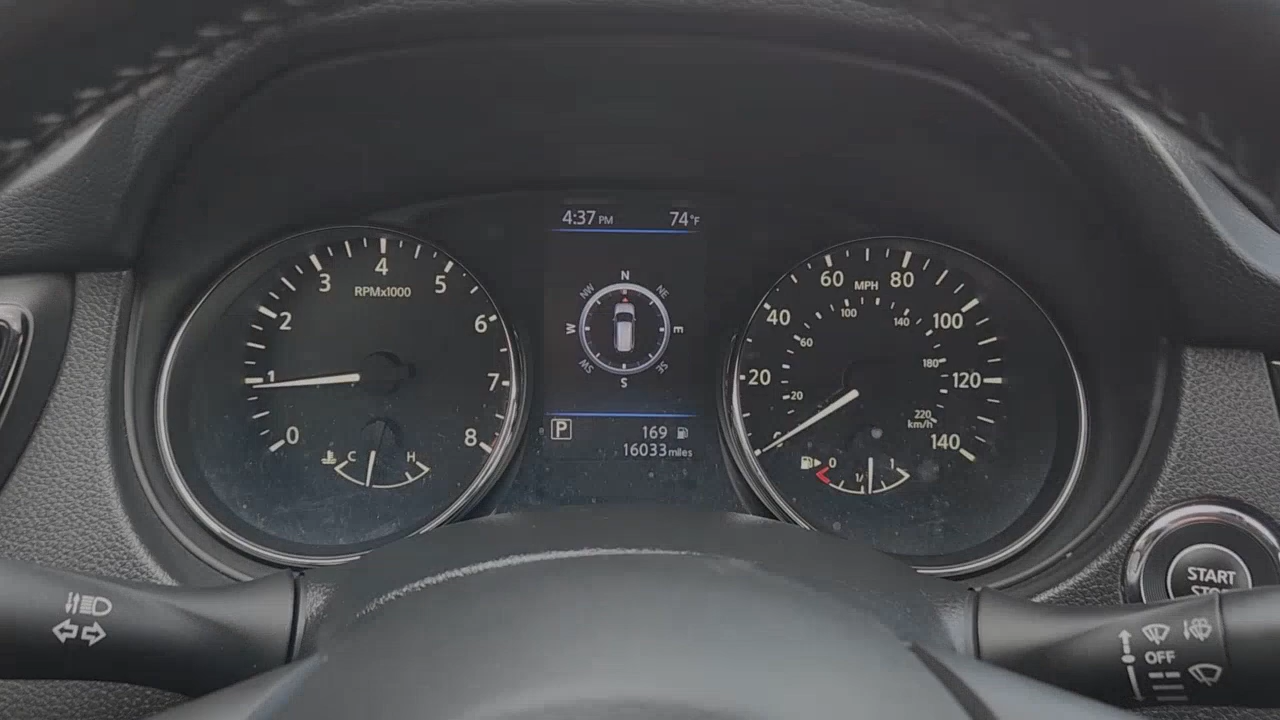 4:37 PM 74°F
0 1 2 3 4 5 6 7 8
RPMx1000
C H
N
NW NE
W E
SW SE
S
P 169
16033 miles
0 20 40 60 80 100 120 140
MPH
20 60 100 140 180 220
km/h
0 1
START
OFF